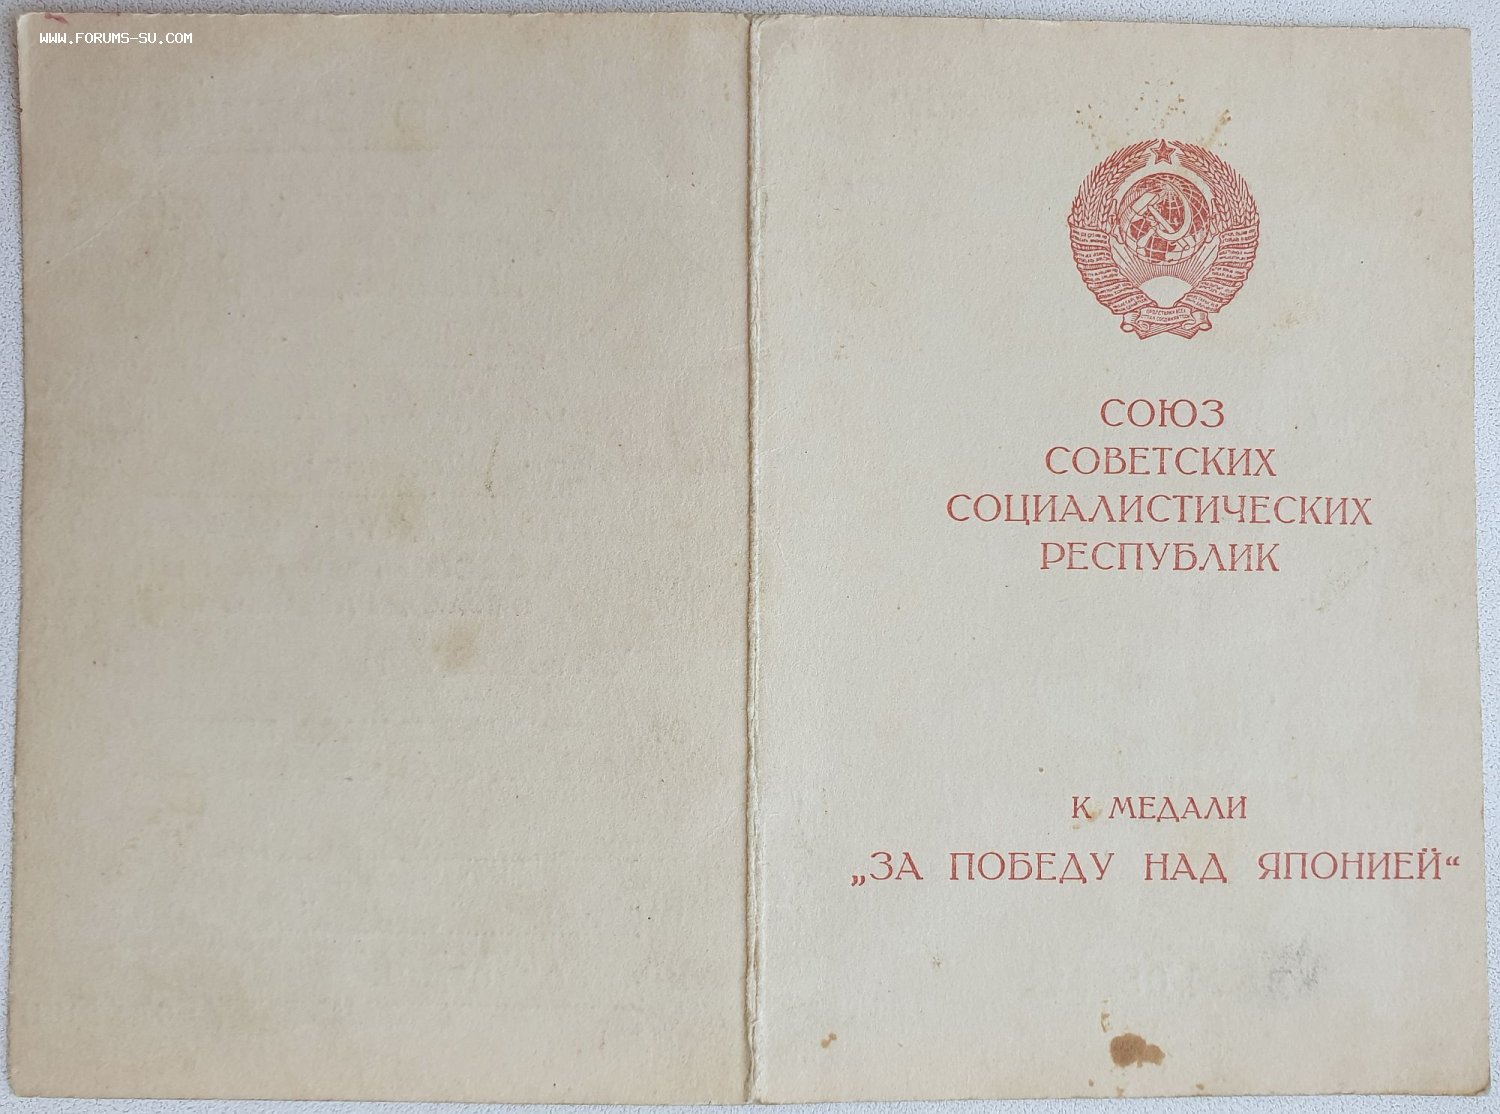 WWW.FORUMS-SU.COM
СОЮЗ
СОВЕТСКИХ
СОЦИАЛИСТИЧЕСКИХ
РЕСПУБЛИК
К МЕДАЛИ
„ЗА ПОБЕДУ НАД ЯПОНИЕЙ“